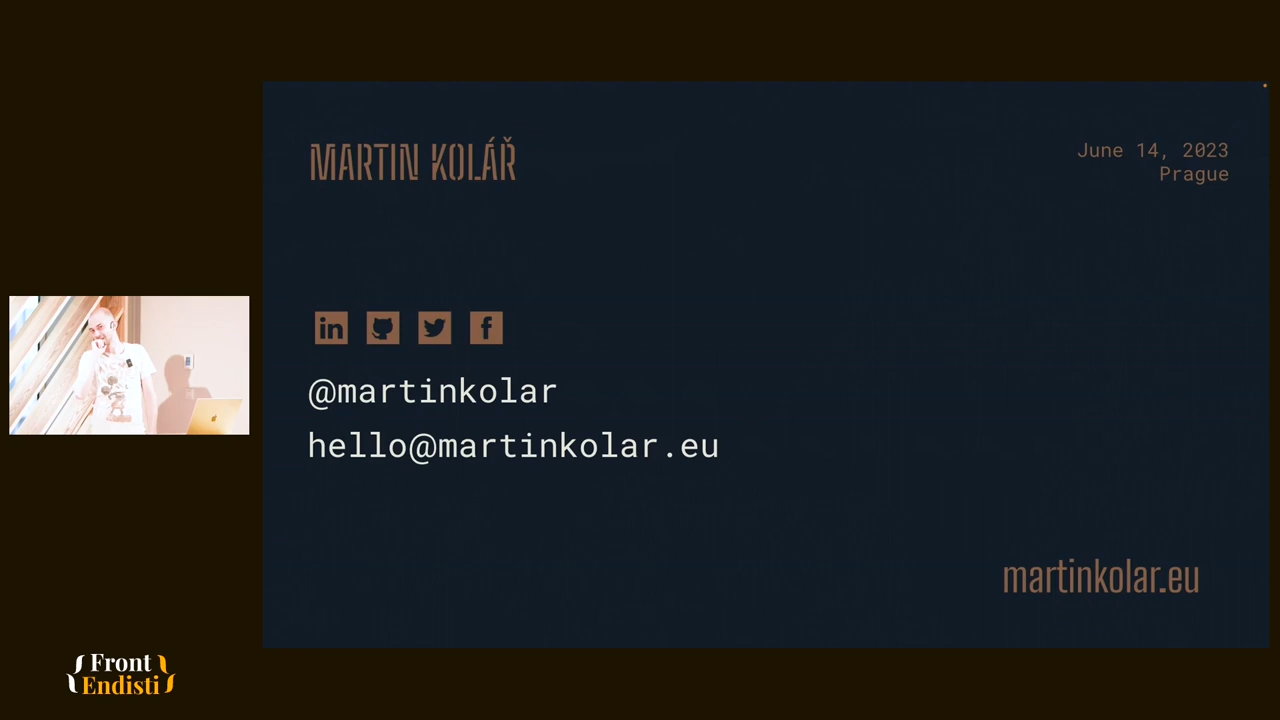 MARTIN KOLÁŘ
June 14, 2023
Prague
@martinkolar
hello@martinkolar.eu
martinkolar.eu
Front
Endisti